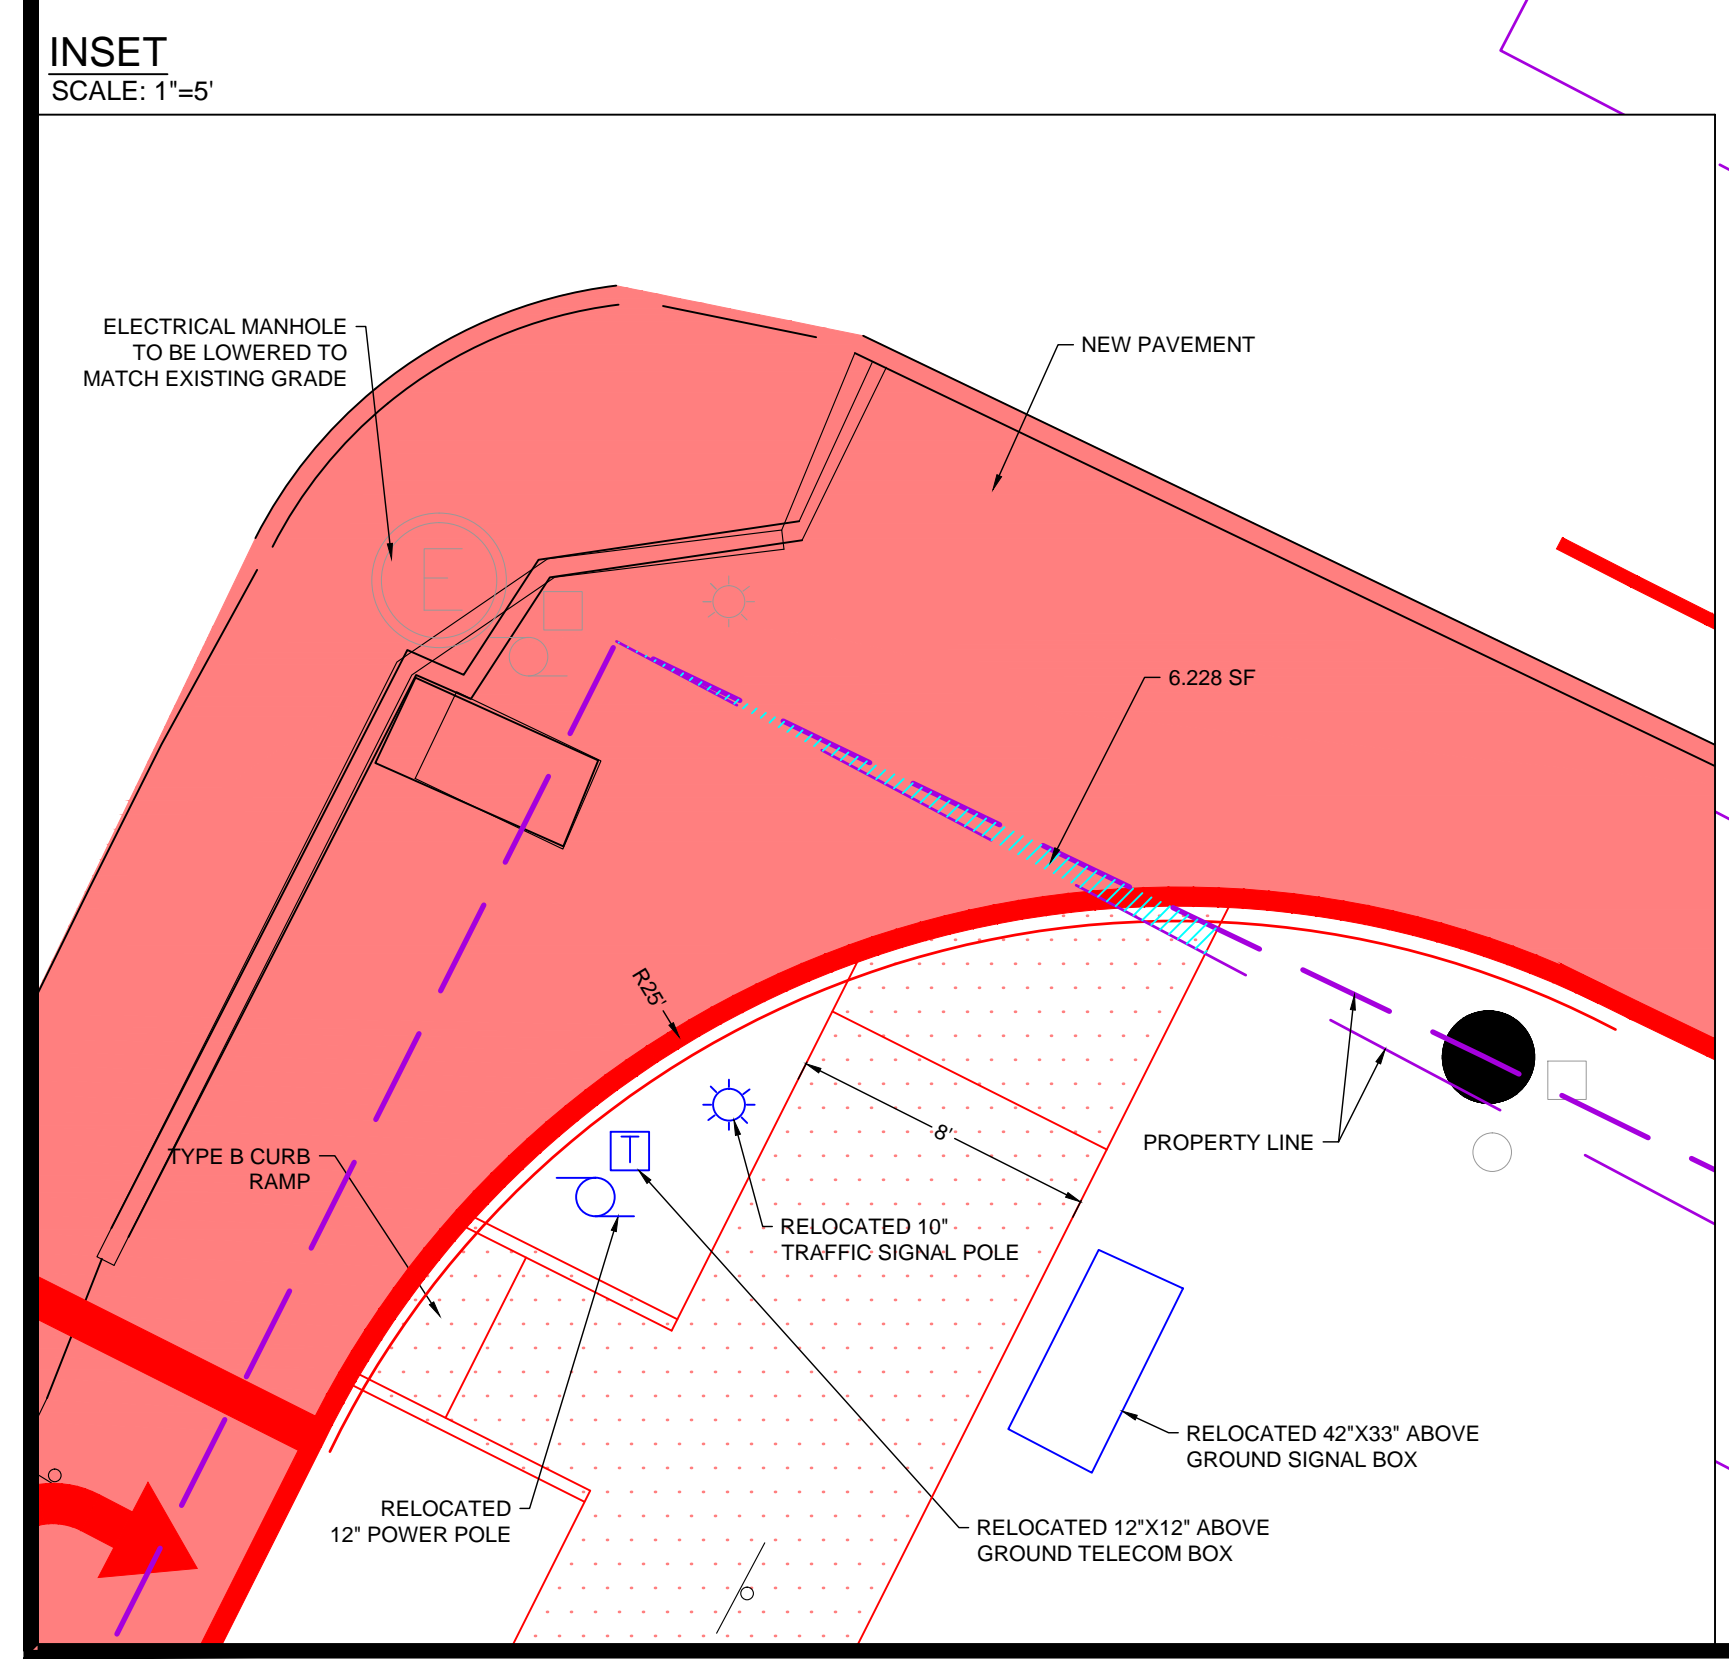 INSET
SCALE: 1"=5'
ELECTRICAL MANHOLE
TO BE LOWERED TO
MATCH EXISTING GRADE
NEW PAVEMENT
E
6.228 SF
R25'
8'
T
PROPERTY LINE
TYPE B CURB
RAMP
RELOCATED 10"
TRAFFIC SIGNAL POLE
RELOCATED 42"X33" ABOVE
GROUND SIGNAL BOX
RELOCATED
12" POWER POLE
RELOCATED 12"X12" ABOVE
GROUND TELECOM BOX